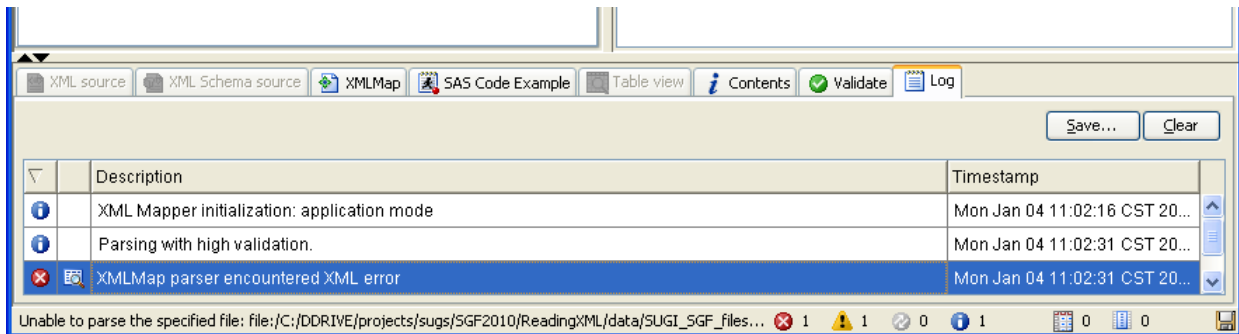 XML source XML Schema source XMLMap SAS Code Example Table view Contents Validate Log
Save... Clear
Description Timestamp
XML Mapper initialization: application mode Mon Jan 04 11:02:16 CST 20...
Parsing with high validation. Mon Jan 04 11:02:31 CST 20...
XMLMap parser encountered XML error Mon Jan 04 11:02:31 CST 20...
Unable to parse the specified file: file:/C:/DDRIVE/projects/sugs/SGF2010/ReadingXML/data/SUGI_SGF_files... 1 1 0 1 0 0